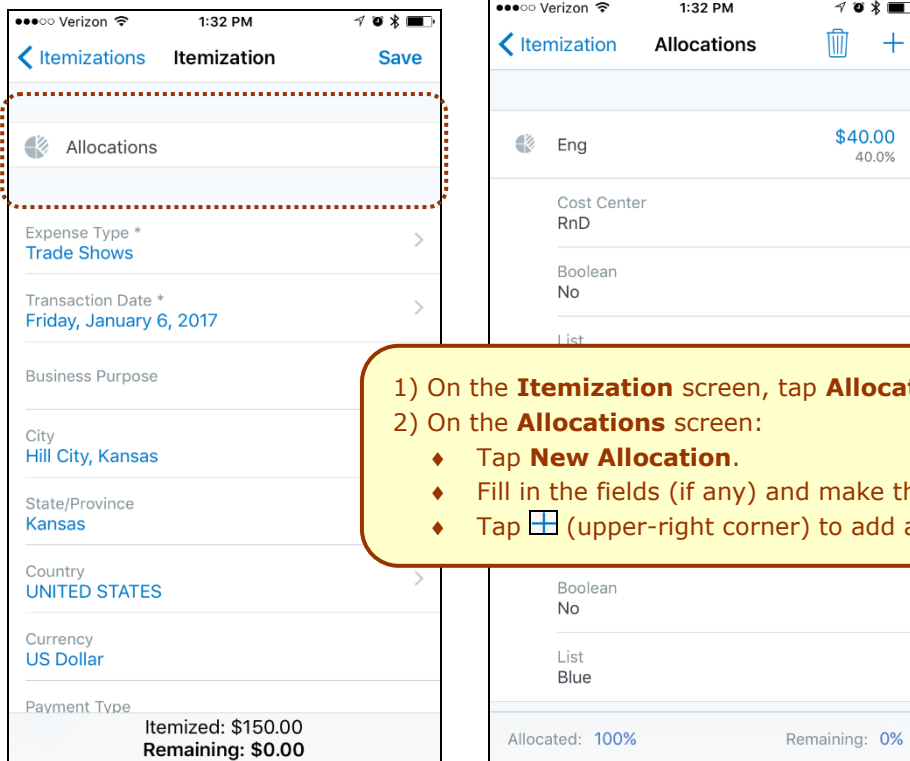 ●●●○○ Verizon 1:32 PM
Itemizations Itemization Save
Allocations
Expense Type *
Trade Shows
Transaction Date *
Friday, January 6, 2017
Business Purpose
City
Hill City, Kansas
State/Province
Kansas
Country
UNITED STATES
Currency
US Dollar
Payment Type
Itemized: $150.00
Remaining: $0.00
●●●○○ Verizon 1:32 PM
Itemization Allocations
Eng $40.00
40.0%
Cost Center
RnD
Boolean
No
List
1) On the Itemization screen, tap
2) On the Allocations screen:
♦ Tap New Allocation.
♦ Fill in the fields (if any) and make
♦ Tap (upper-right corner) to add
Boolean
No
List
Blue
Allocated: 100% Remaining: 0%